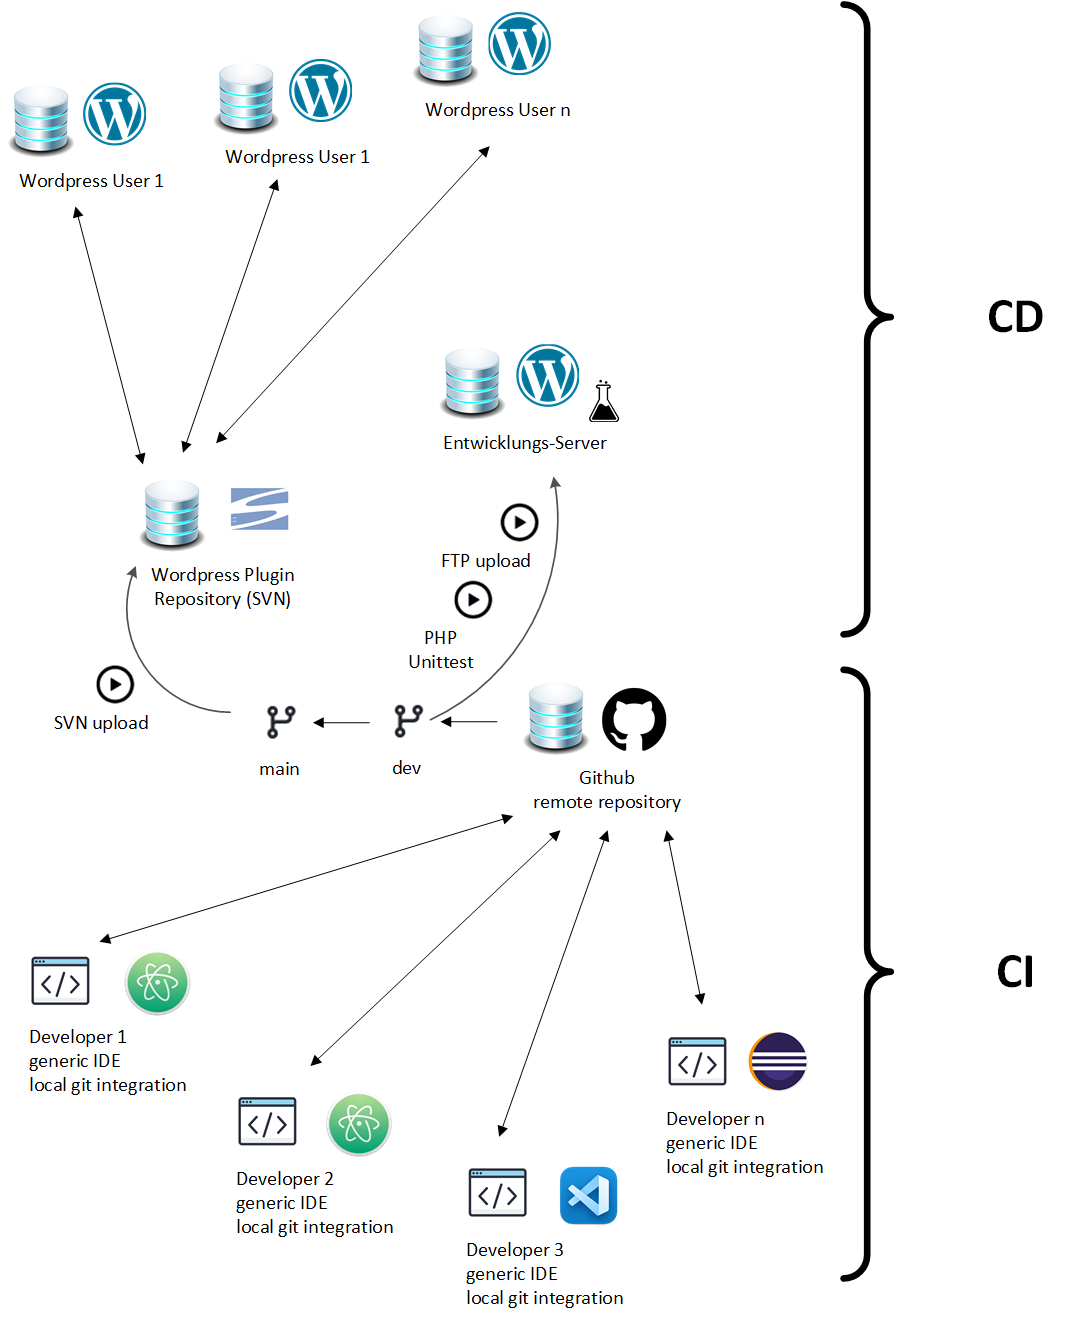 Wordpress User n
Wordpress User 1
Wordpress User 1
CD
Entwicklungs-Server
FTP upload
Wordpress Plugin
Repository (SVN)
PHP
Unittest
SVN upload
main
dev
Github
remote repository
CI
Developer 1
generic IDE
local git integration
Developer n
generic IDE
local git integration
Developer 2
generic IDE
local git integration
Developer 3
generic IDE
local git integration